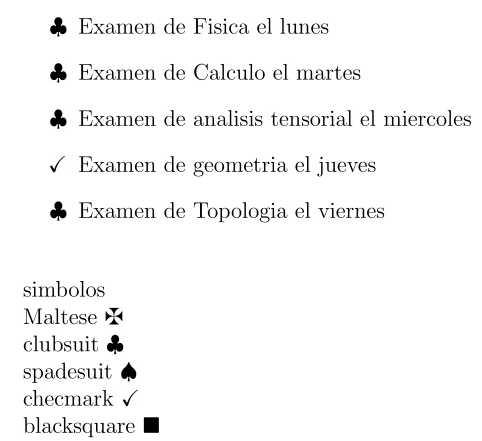 ♣ Examen de Fisica el lunes
♣ Examen de Calculo el martes
♣ Examen de analisis tensorial el miercoles
✓ Examen de geometria el jueves
♣ Examen de Topologia el viernes
simbolos
Maltese ✠
clubsuit ♣
spadesuit ♠
checmark ✓
blacksquare ■